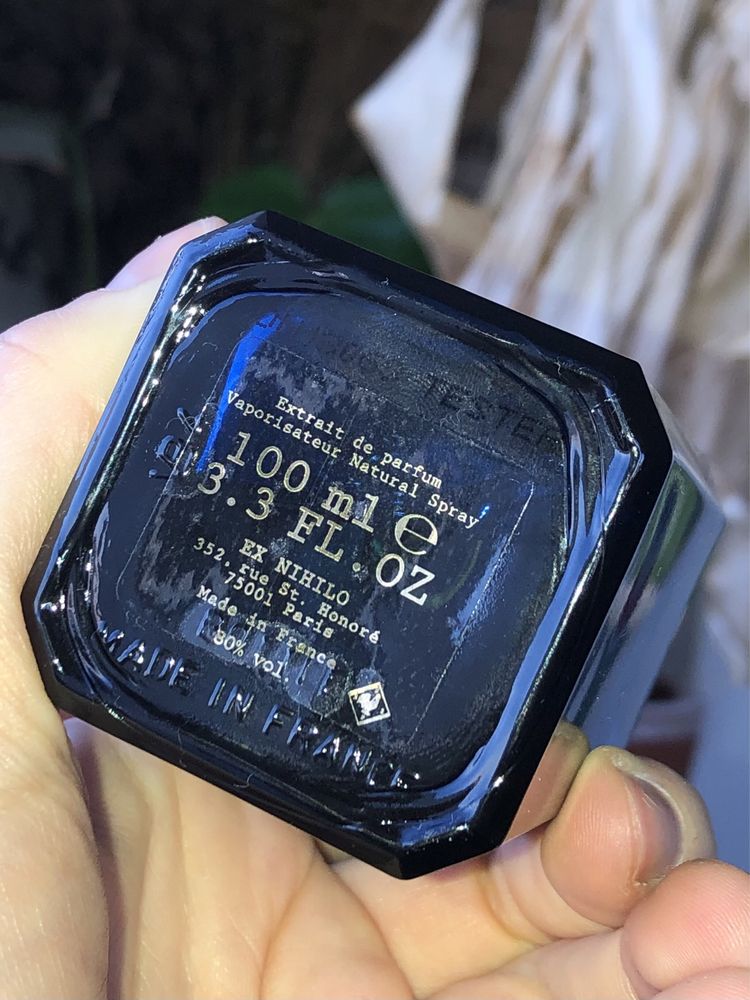 TESTER
Extrait de parfum
Vaporisateur Natural Spray
100 ml e
3.3 FL.OZ
EX NIHILO
352, rue St. Honoré
75001 Paris
Made in France
80% vol.
MADE IN FRANCE